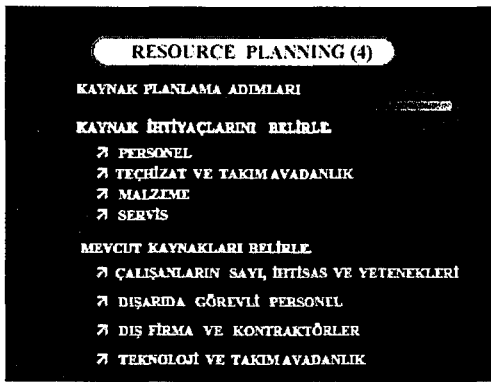 RESOURCE PLANNING (4)
KAYNAK PLANLAMA ADIMLARI
KAYNAK İHTİYAÇLARINI BELİRLE
PERSONEL
TEÇHİZAT VE TAKIM AVADANLIK
MALZEME
SERVİS
MEVCUT KAYNAKLARI BELİRLE
ÇALIŞANLARIN SAYI, İHTİSAS VE YETENEKLERİ
DIŞARIDA GÖREVLİ PERSONEL
DIŞ FİRMA VE KONTRAKTÖRLER
TEKNOLOJİ VE TAKIM AVADANLIK